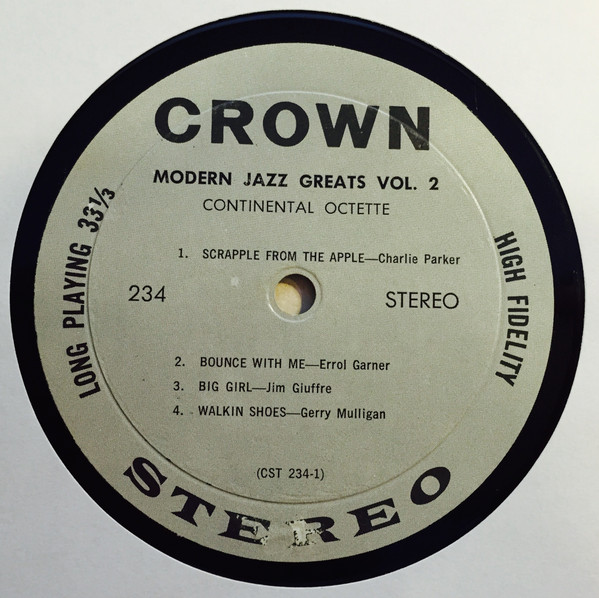 CROWN
MODERN JAZZ GREATS VOL. 2
CONTINENTAL OCTETTE
1. SCRAPPLE FROM THE APPLE—Charlie Parker
234
STEREO
2. BOUNCE WITH ME—Errol Garner
3. BIG GIRL—Jim Giuffre
4. WALKIN SHOES—Gerry Mulligan
(CST 234-1)
LONG PLAYING 33⅓
HIGH FIDELITY
STEREO